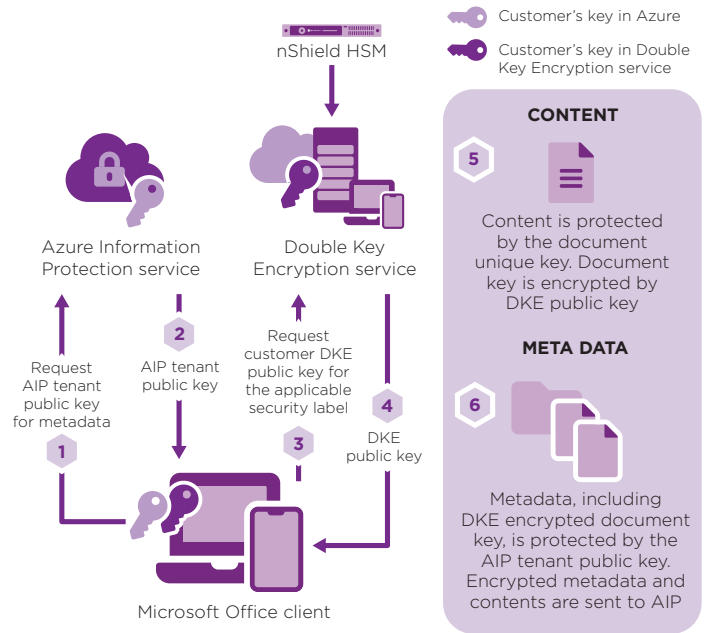 nShield HSM
Customer’s key in Azure
Customer’s key in Double
Key Encryption service
Azure Information
Protection service
Double Key
Encryption service
Request
AIP tenant
public key
for metadata
1
2
AIP tenant
public key
Request
customer DKE
public key for
the applicable
security label
3
4
DKE
public key
Microsoft Office client
CONTENT
5
Content is protected
by the document
unique key. Document
key is encrypted by
DKE public key
META DATA
6
Metadata, including
DKE encrypted document
key, is protected by the
AIP tenant public key.
Encrypted metadata and
contents are sent to AIP